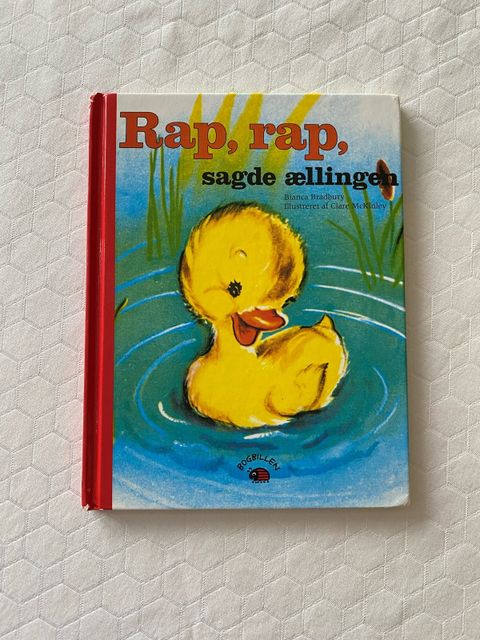 Rap, rap,
sagde ællingen
Bianca Bradbury
Illustreret af Clare McKinley
BOGBILLEN